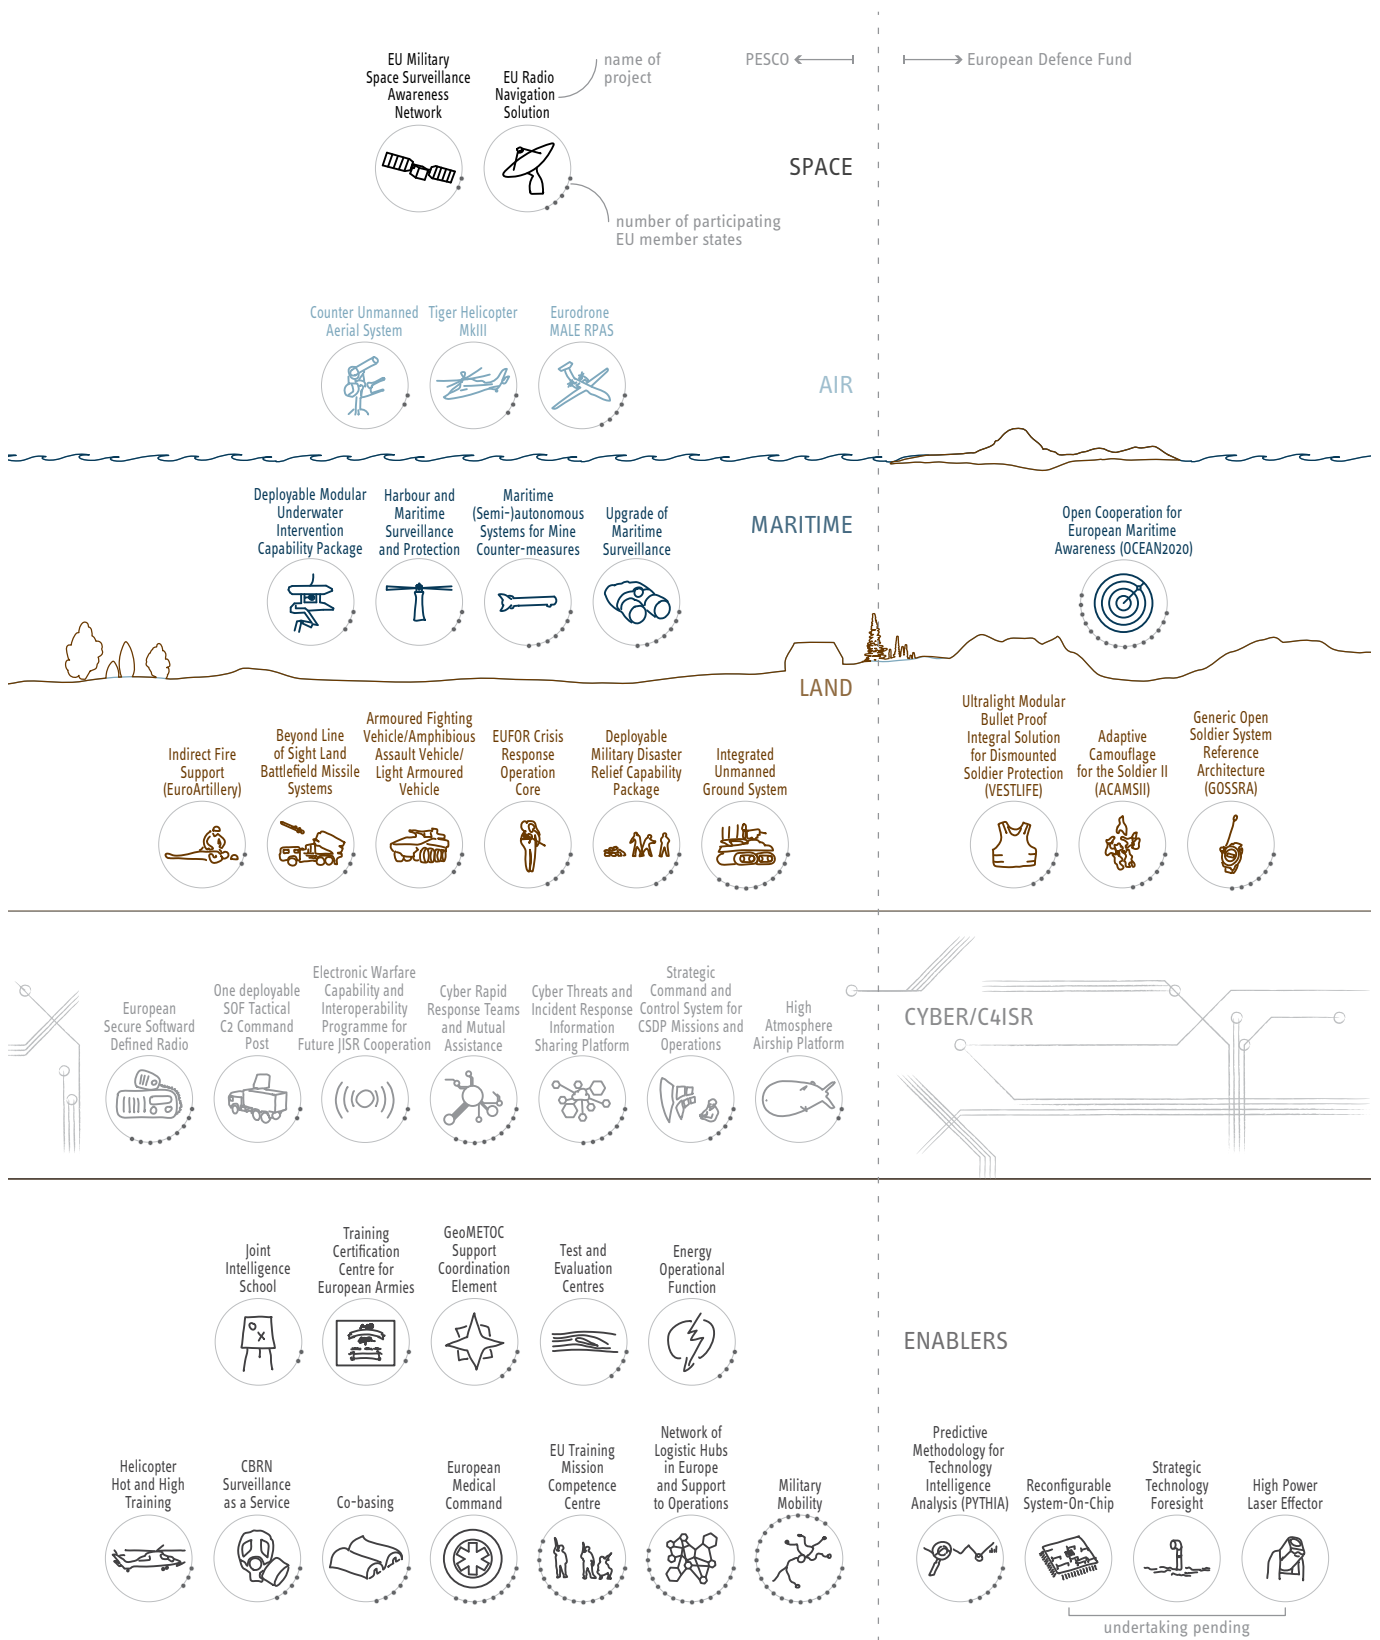 EU Military
Space Surveillance
Awareness
Network
EU Radio
Navigation
Solution
name of
project
PESCO
European Defence Fund
SPACE
number of participating
EU member states
Counter Unmanned
Aerial System
Tiger Helicopter
MkIII
Eurodrone
MALE RPAS
AIR
Deployable Modular
Underwater
Intervention
Capability Package
Harbour and
Maritime
Surveillance
and Protection
Maritime
(Semi-)autonomous
Systems for Mine
Counter-measures
Upgrade of
Maritime
Surveillance
MARITIME
Open Cooperation for
European Maritime
Awareness (OCEAN2020)
LAND
Indirect Fire
Support
(EuroArtillery)
Beyond Line
of Sight Land
Battlefield Missile
Systems
Armoured Fighting
Vehicle/Amphibious
Assault Vehicle/
Light Armoured
Vehicle
EUFOR Crisis
Response
Operation
Core
Deployable
Military Disaster
Relief Capability
Package
Integrated
Unmanned
Ground System
Ultralight Modular
Bullet Proof
Integral Solution
for Dismounted
Soldier Protection
(VESTLIFE)
Adaptive
Camouflage
for the Soldier II
(ACAMSII)
Generic Open
Soldier System
Reference
Architecture
(GOSSRA)
European
Secure Softward
Defined Radio
One deployable
SOF Tactical
C2 Command
Post
Electronic Warfare
Capability and
Interoperability
Programme for
Future JISR Cooperation
Cyber Rapid
Response Teams
and Mutual
Assistance
Cyber Threats and
Incident Response
Information
Sharing Platform
Strategic
Command and
Control System for
CSDP Missions and
Operations
High
Atmosphere
Airship Platform
CYBER/C4ISR
Joint
Intelligence
School
Training
Certification
Centre for
European Armies
GeoMETOC
Support
Coordination
Element
Test and
Evaluation
Centres
Energy
Operational
Function
ENABLERS
Helicopter
Hot and High
Training
CBRN
Surveillance
as a Service
Co-basing
European
Medical
Command
EU Training
Mission
Competence
Centre
Network of
Logistic Hubs
in Europe
and Support
to Operations
Military
Mobility
Predictive
Methodology for
Technology
Intelligence
Analysis (PYTHIA)
Reconfigurable
System-On-Chip
Strategic
Technology
Foresight
High Power
Laser Effector
undertaking pending